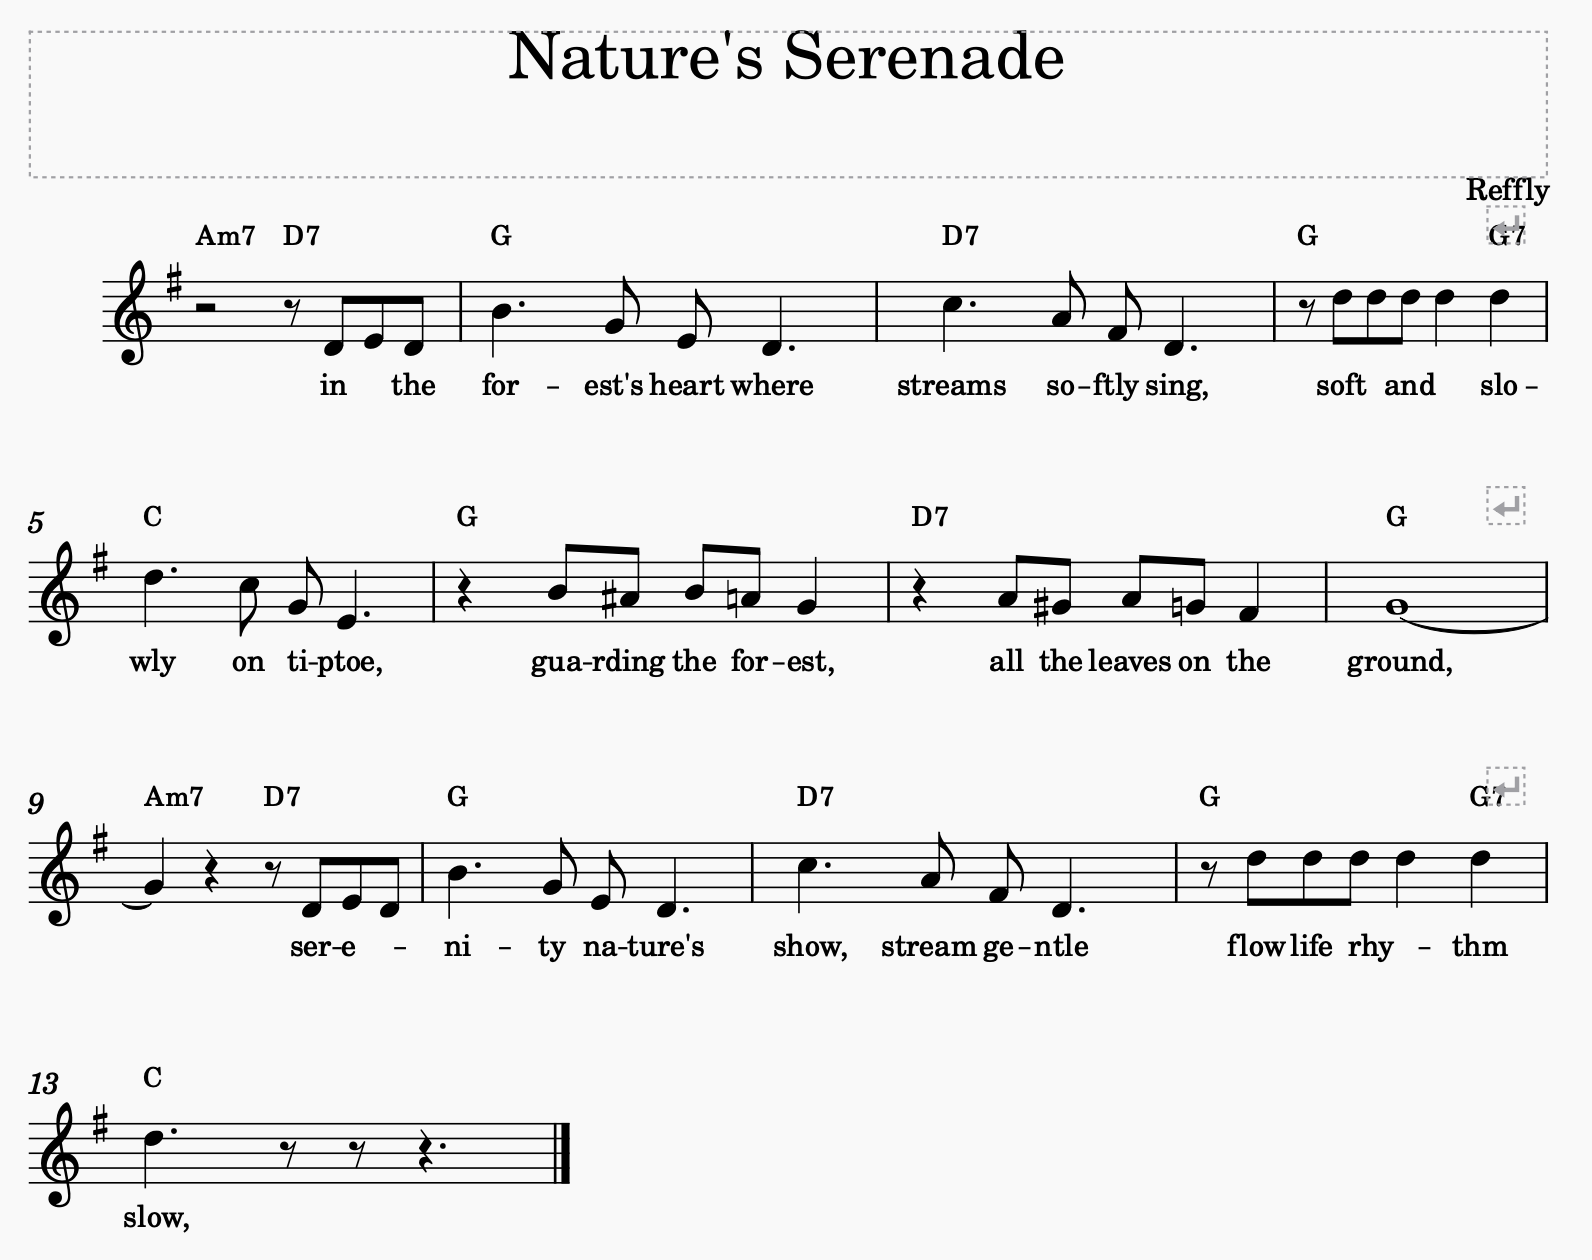 Nature's Serenade
Reffly
Am7 D7 G D7 G G7
in the for - est's heart where streams so - ftly sing, soft and slo -
5 C G D7 G
wly on ti - ptoe, gua - rding the for - est, all the leaves on the ground,
9 Am7 D7 G D7 G G7
ser - e - ni - ty na - ture's show, stream ge - ntle flow life rhy - thm
13 C
slow,